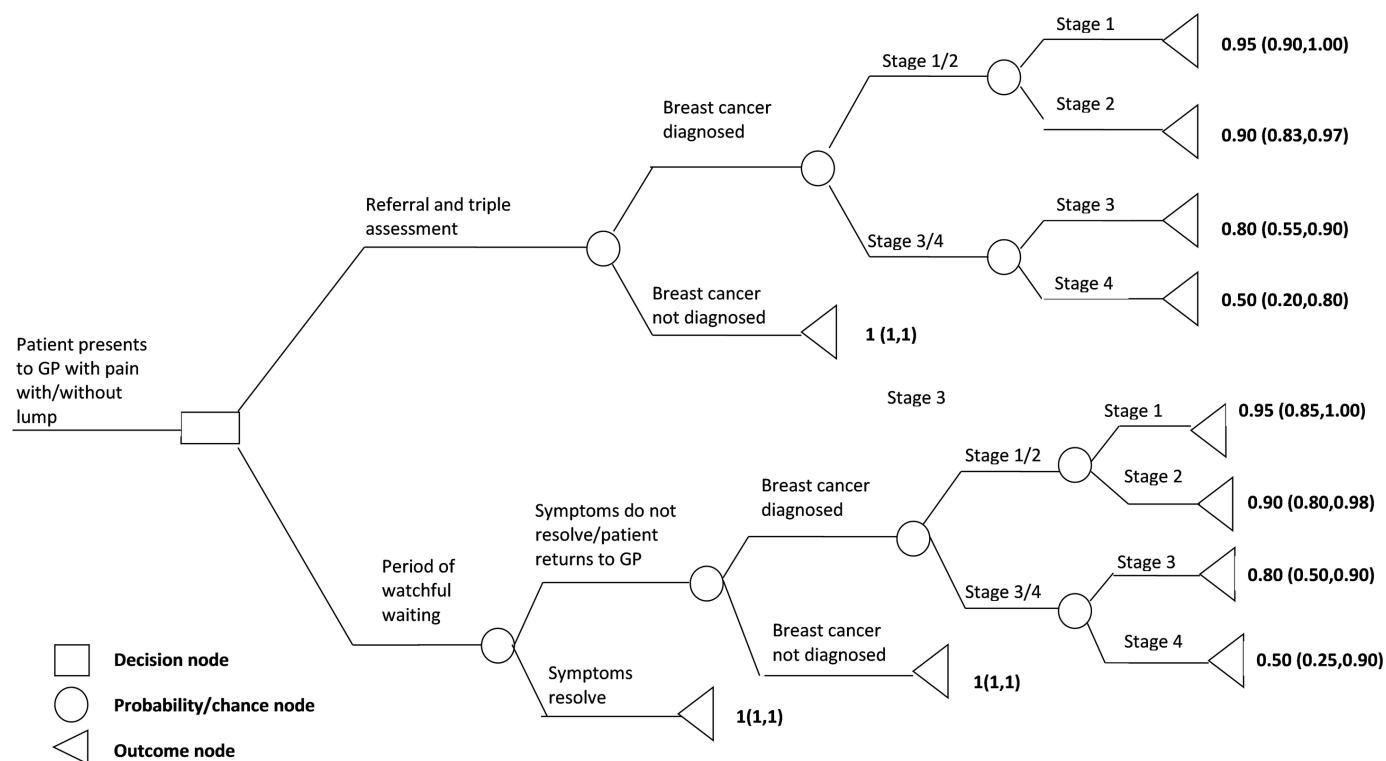 Stage 1
0.95 (0.90,1.00)
Stage 1/2
Stage 2
0.90 (0.83,0.97)
Breast cancer
diagnosed
Referral and triple
assessment
Stage 3
0.80 (0.55,0.90)
Stage 3/4
Stage 4
0.50 (0.20,0.80)
Breast cancer
not diagnosed
1 (1,1)
Patient presents
to GP with pain
with/without
lump
Stage 3
Stage 1
0.95 (0.85,1.00)
Stage 1/2
Stage 2
0.90 (0.80,0.98)
Breast cancer
diagnosed
Symptoms do not
resolve/patient
returns to GP
Stage 3
0.80 (0.50,0.90)
Stage 3/4
Stage 4
0.50 (0.25,0.90)
Period of
watchful
waiting
Breast cancer
not diagnosed
1(1,1)
Symptoms
resolve
1(1,1)
Decision node
Probability/chance node
Outcome node